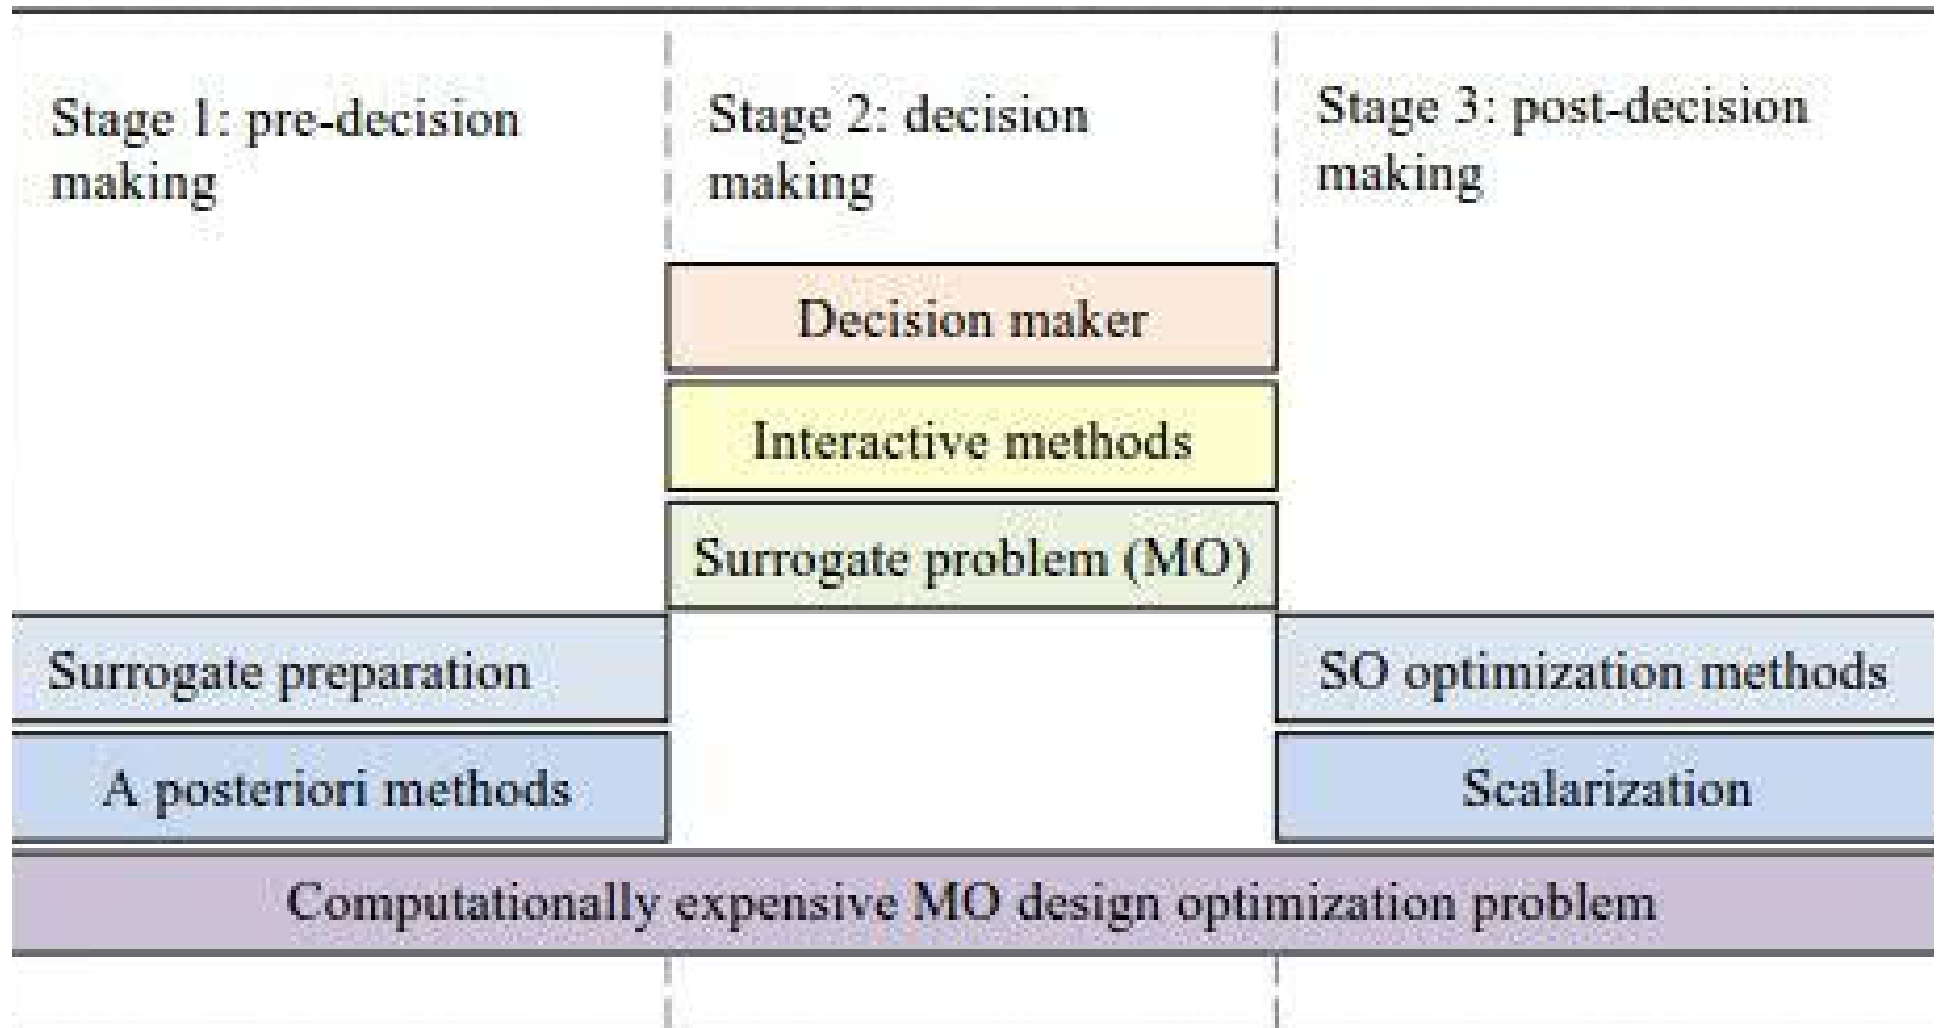 Stage 1: pre-decision
making
Stage 2: decision
making
Stage 3: post-decision
making
Decision maker
Interactive methods
Surrogate problem (MO)
Surrogate preparation
SO optimization methods
A posteriori methods
Scalarization
Computationally expensive MO design optimization problem